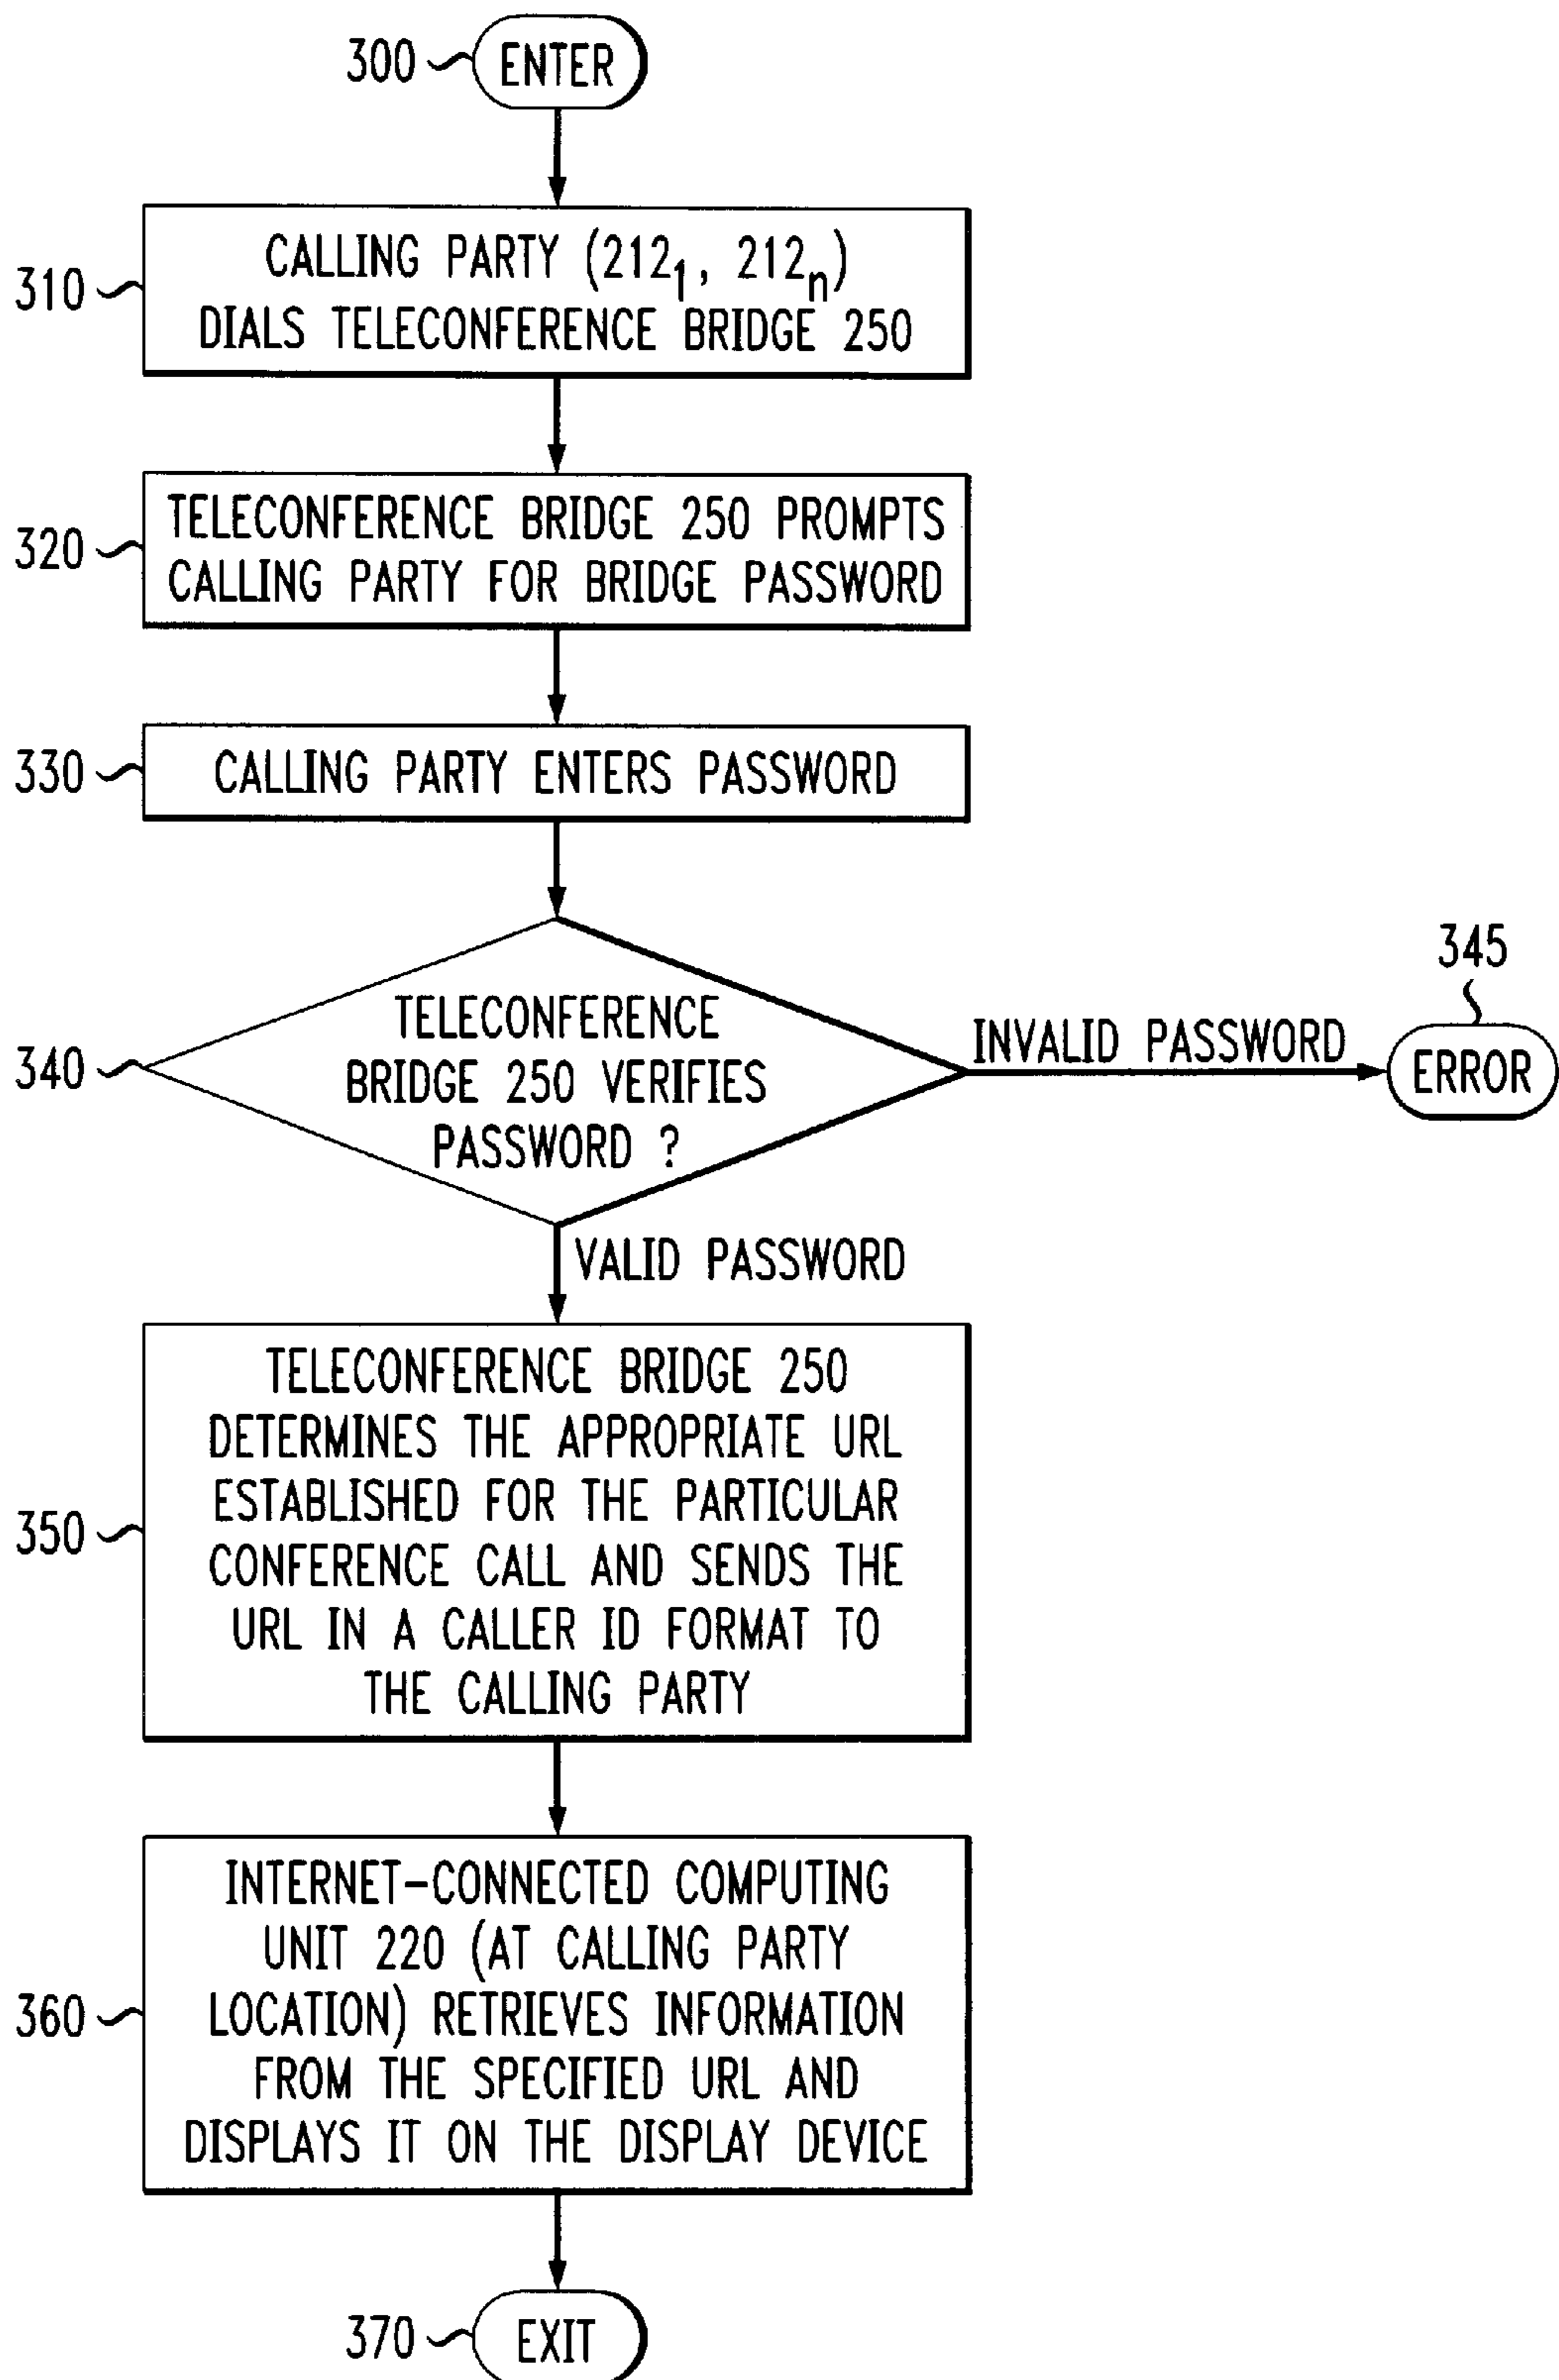 300 ENTER
310
CALLING PARTY (212₁, 212ₙ)
DIALS TELECONFERENCE BRIDGE 250
320
TELECONFERENCE BRIDGE 250 PROMPTS
CALLING PARTY FOR BRIDGE PASSWORD
330 CALLING PARTY ENTERS PASSWORD
340
TELECONFERENCE
BRIDGE 250 VERIFIES
PASSWORD ?
INVALID PASSWORD
345
ERROR
VALID PASSWORD
350
TELECONFERENCE BRIDGE 250
DETERMINES THE APPROPRIATE URL
ESTABLISHED FOR THE PARTICULAR
CONFERENCE CALL AND SENDS THE
URL IN A CALLER ID FORMAT TO
THE CALLING PARTY
360
INTERNET-CONNECTED COMPUTING
UNIT 220 (AT CALLING PARTY
LOCATION) RETRIEVES INFORMATION
FROM THE SPECIFIED URL AND
DISPLAYS IT ON THE DISPLAY DEVICE
370 EXIT